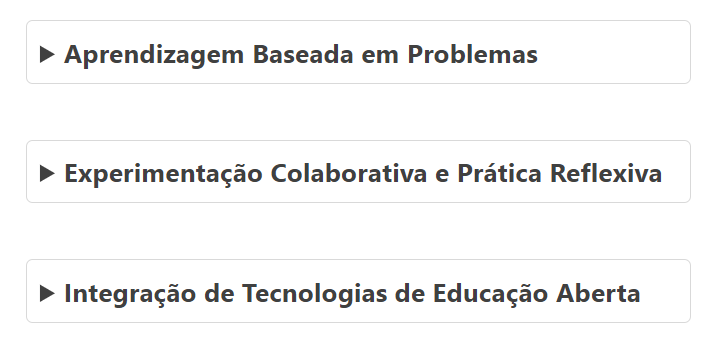 Aprendizagem Baseada em Problemas
Experimentação Colaborativa e Prática Reflexiva
Integração de Tecnologias de Educação Aberta